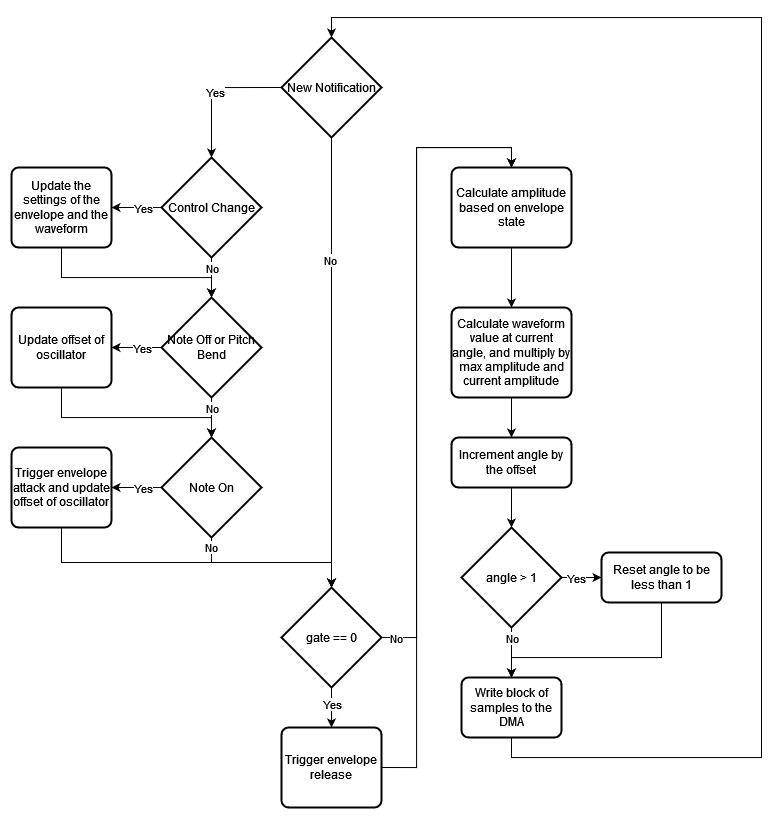 New Notification
Yes
Update the
settings of the
envelope and the
waveform
Yes
Control Change
No
No
Update offset of
oscillator
Yes
Note Off or Pitch
Bend
No
Trigger envelope
attack and update
offset of oscillator
Yes
Note On
No
gate == 0
No
Yes
Trigger envelope
release
Calculate amplitude
based on envelope
state
Calculate waveform
value at current
angle, and multiply by
max amplitude and
current amplitude
Increment angle by
the offset
angle > 1
Yes
Reset angle to be
less than 1
No
Write block of
samples to the
DMA